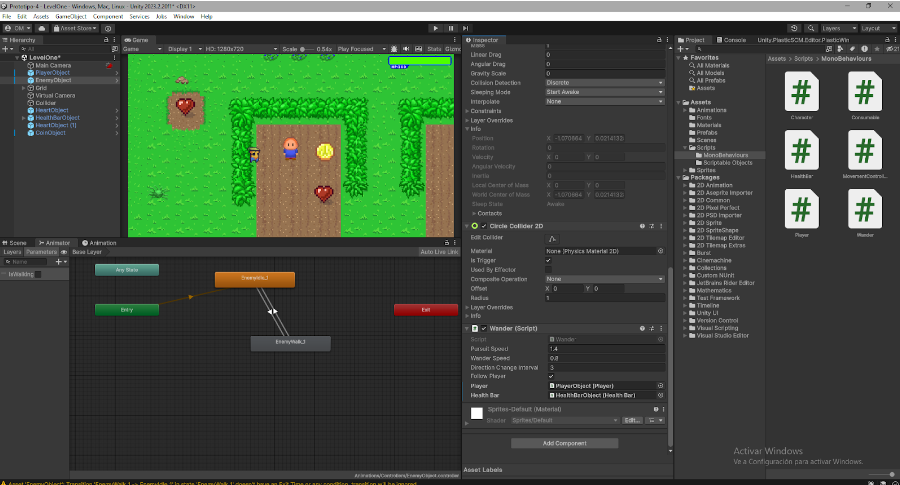 Prototipo-4 - LevelOne* - Windows, Mac, Linux - Unity 2023.2.20f1* <DX11>
File Edit Assets GameObject Component Services Jobs Window Help
Asset Store
Layers Layout
Hierarchy
All
LevelOne*
Main Camera
PlayerObject
EnemyObject
Grid
Virtual Camera
Collider
HeartObject
HealthBarObject
HeartObject (1)
CoinObject
Game
Game Display 1 HD: 1280x720 Scale 0.54x Play Focused Stats Gizmo
Scene Animator Animation
Layers Parameters Base Layer Auto Live Link
Name
IsWalking
Any State
Entry
EnemyIdle_1
EnemyWalk_1
Exit
Animations/Controllers/EnemyObject.controller
Inspector
Mass 1
Linear Drag 0
Angular Drag 0
Gravity Scale 0
Collision Detection Discrete
Sleeping Mode Start Awake
Interpolate None
Constraints
Layer Overrides
Info
Position X -1.070664 Y 0.0214133
Rotation 0
Velocity X 0 Y 0
Angular Velocity 0
Inertia 0
Local Center of Mass X 0 Y 0
World Center of Mass X -1.070664 Y 0.0214133
Sleep State Awake
Contacts
Circle Collider 2D
Edit Collider
Material None (Physics Material 2D)
Is Trigger
Used By Effector
Composite Operation None
Offset X 0 Y 0
Radius 1
Layer Overrides
Info
Wander (Script)
Script Wander
Pursuit Speed 1.4
Wander Speed 0.8
Direction Change Interval 3
Follow Player
Player PlayerObject (Player)
Health Bar HealthBarObject (Health Bar)
Sprites-Default (Material)
Shader Sprites/Default Edit...
Add Component
Asset Labels
Project Console Unity.PlasticSCM.Editor.PlasticWin
Favorites
All Materials
All Models
All Prefabs
Assets
Assets
Animations
Fonts
Materials
Prefabs
Scenes
Scripts
MonoBehaviours
Scriptable Objects
Sprites
Packages
2D Animation
2D Aseprite Importer
2D Common
2D Pixel Perfect
2D PSD Importer
2D Sprite
2D SpriteShape
2D Tilemap Editor
2D Tilemap Extras
Burst
Cinemachine
Collections
Custom NUnit
JetBrains Rider Editor
Mathematics
Test Framework
Timeline
Unity UI
Version Control
Visual Scripting
Visual Studio Editor
Assets > Scripts > MonoBehaviours
Character Consumable
HealthBar MovementControl...
Player Wander
Activar Windows
Ve a Configuración para activar Windows.